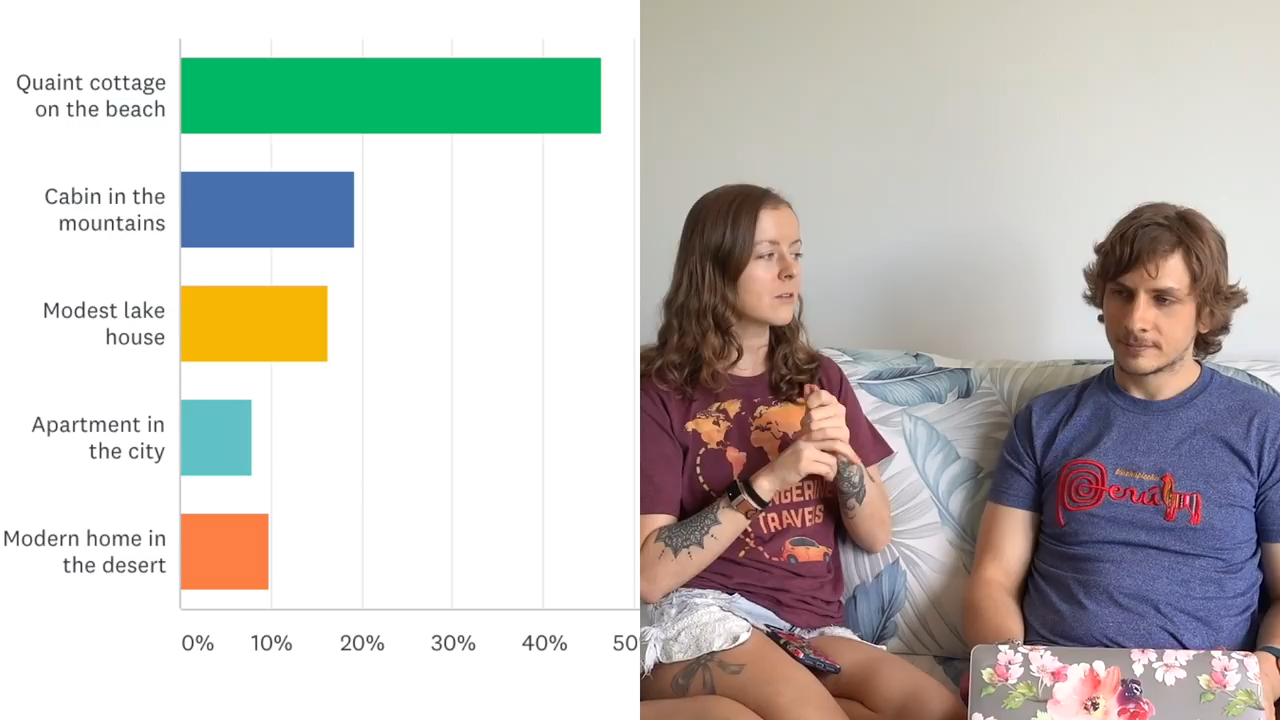 Quaint cottage
on the beach
Cabin in the
mountains
Modest lake
house
Apartment in
the city
Modern home in
the desert
0%
10%
20%
30%
40%
50
TRAVELS
Perú